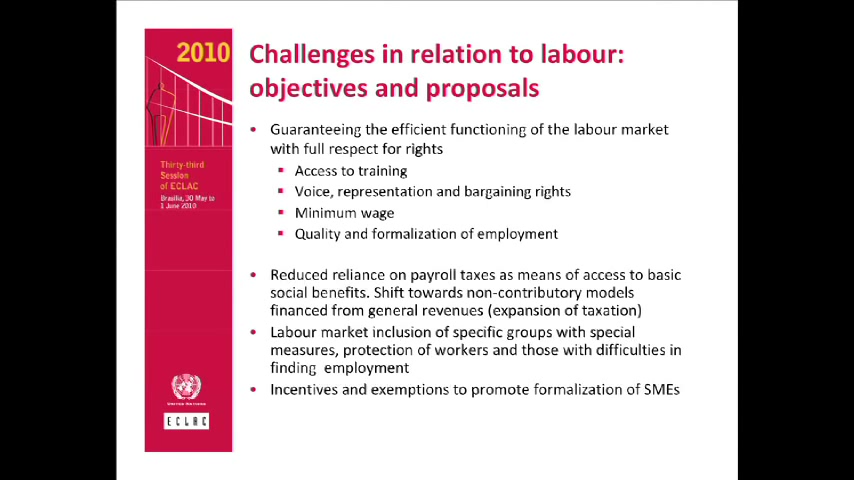 2010
Thirty-third
Session
of ECLAC
Brasilia, 30 May to
1 June 2010
ECLAC
Challenges in relation to labour:
objectives and proposals
• Guaranteeing the efficient functioning of the labour market
with full respect for rights
▪ Access to training
▪ Voice, representation and bargaining rights
▪ Minimum wage
▪ Quality and formalization of employment
• Reduced reliance on payroll taxes as means of access to basic
social benefits. Shift towards non-contributory models
financed from general revenues (expansion of taxation)
• Labour market inclusion of specific groups with special
measures, protection of workers and those with difficulties in
finding employment
• Incentives and exemptions to promote formalization of SMEs